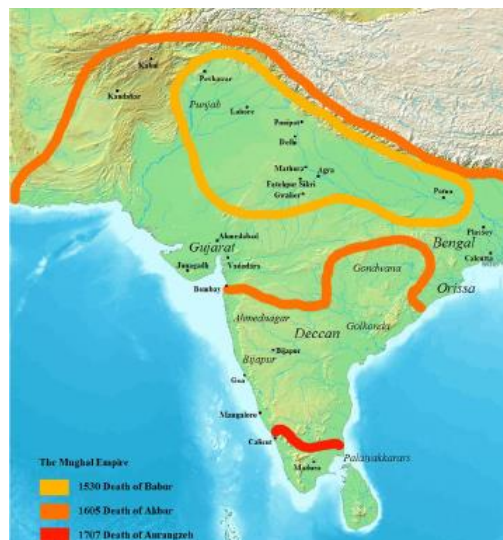 Kabul
Peshawar
Kandahar
Punjab
Lahore
Panipat
Delhi
Mathura
Agra
Fatehpur Sikri
Gwalior
Patna
Ahmedabad
Gujarat
Bengal
Plassey
Junagadh
Vadodara
Gondwana
Calcutta
Bombay
Orissa
Ahmednagar
Deccan
Golkonda
Bijapur
Bijapur
Goa
Mangalore
Calicut
Palaiyakkarars
Madura
The Mughal Empire
1530 Death of Babur
1605 Death of Akbar
1707 Death of Aurangzeb